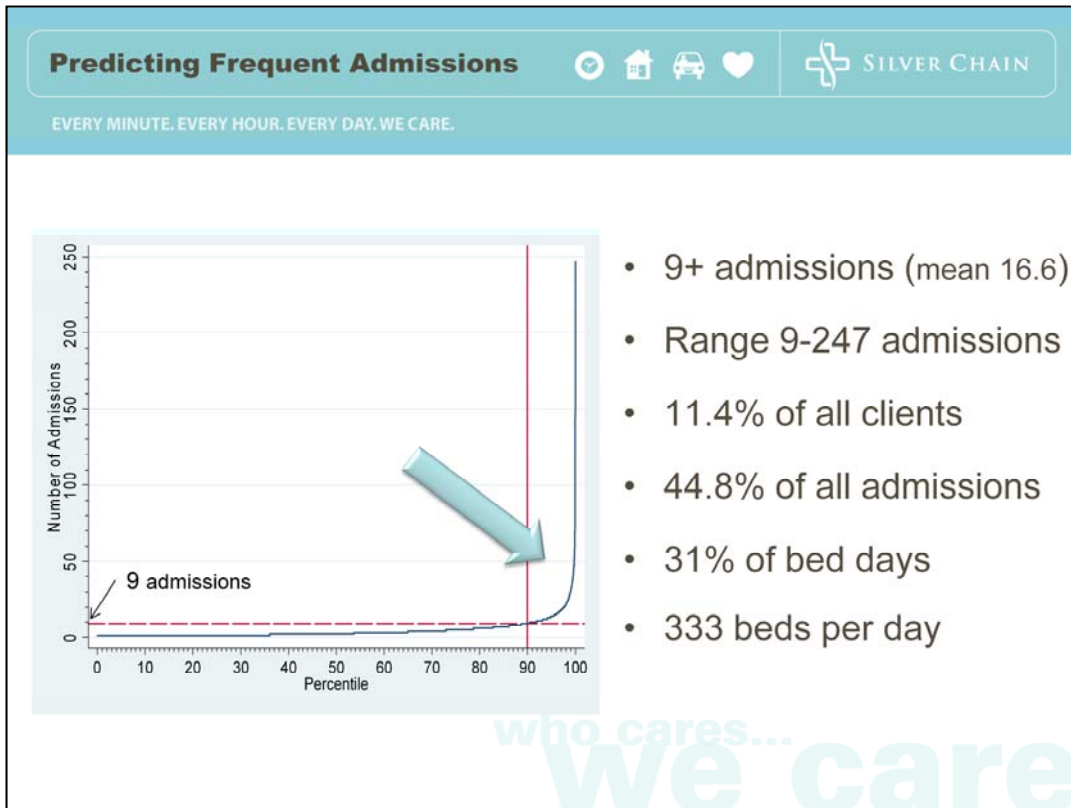 Predicting Frequent Admissions
SILVER CHAIN
EVERY MINUTE. EVERY HOUR. EVERY DAY. WE CARE.
250
200
150
100
50
0
Number of Admissions
9 admissions
0 10 20 30 40 50 60 70 80 90 100
Percentile
• 9+ admissions (mean 16.6)
• Range 9-247 admissions
• 11.4% of all clients
• 44.8% of all admissions
• 31% of bed days
• 333 beds per day
who cares...
we care